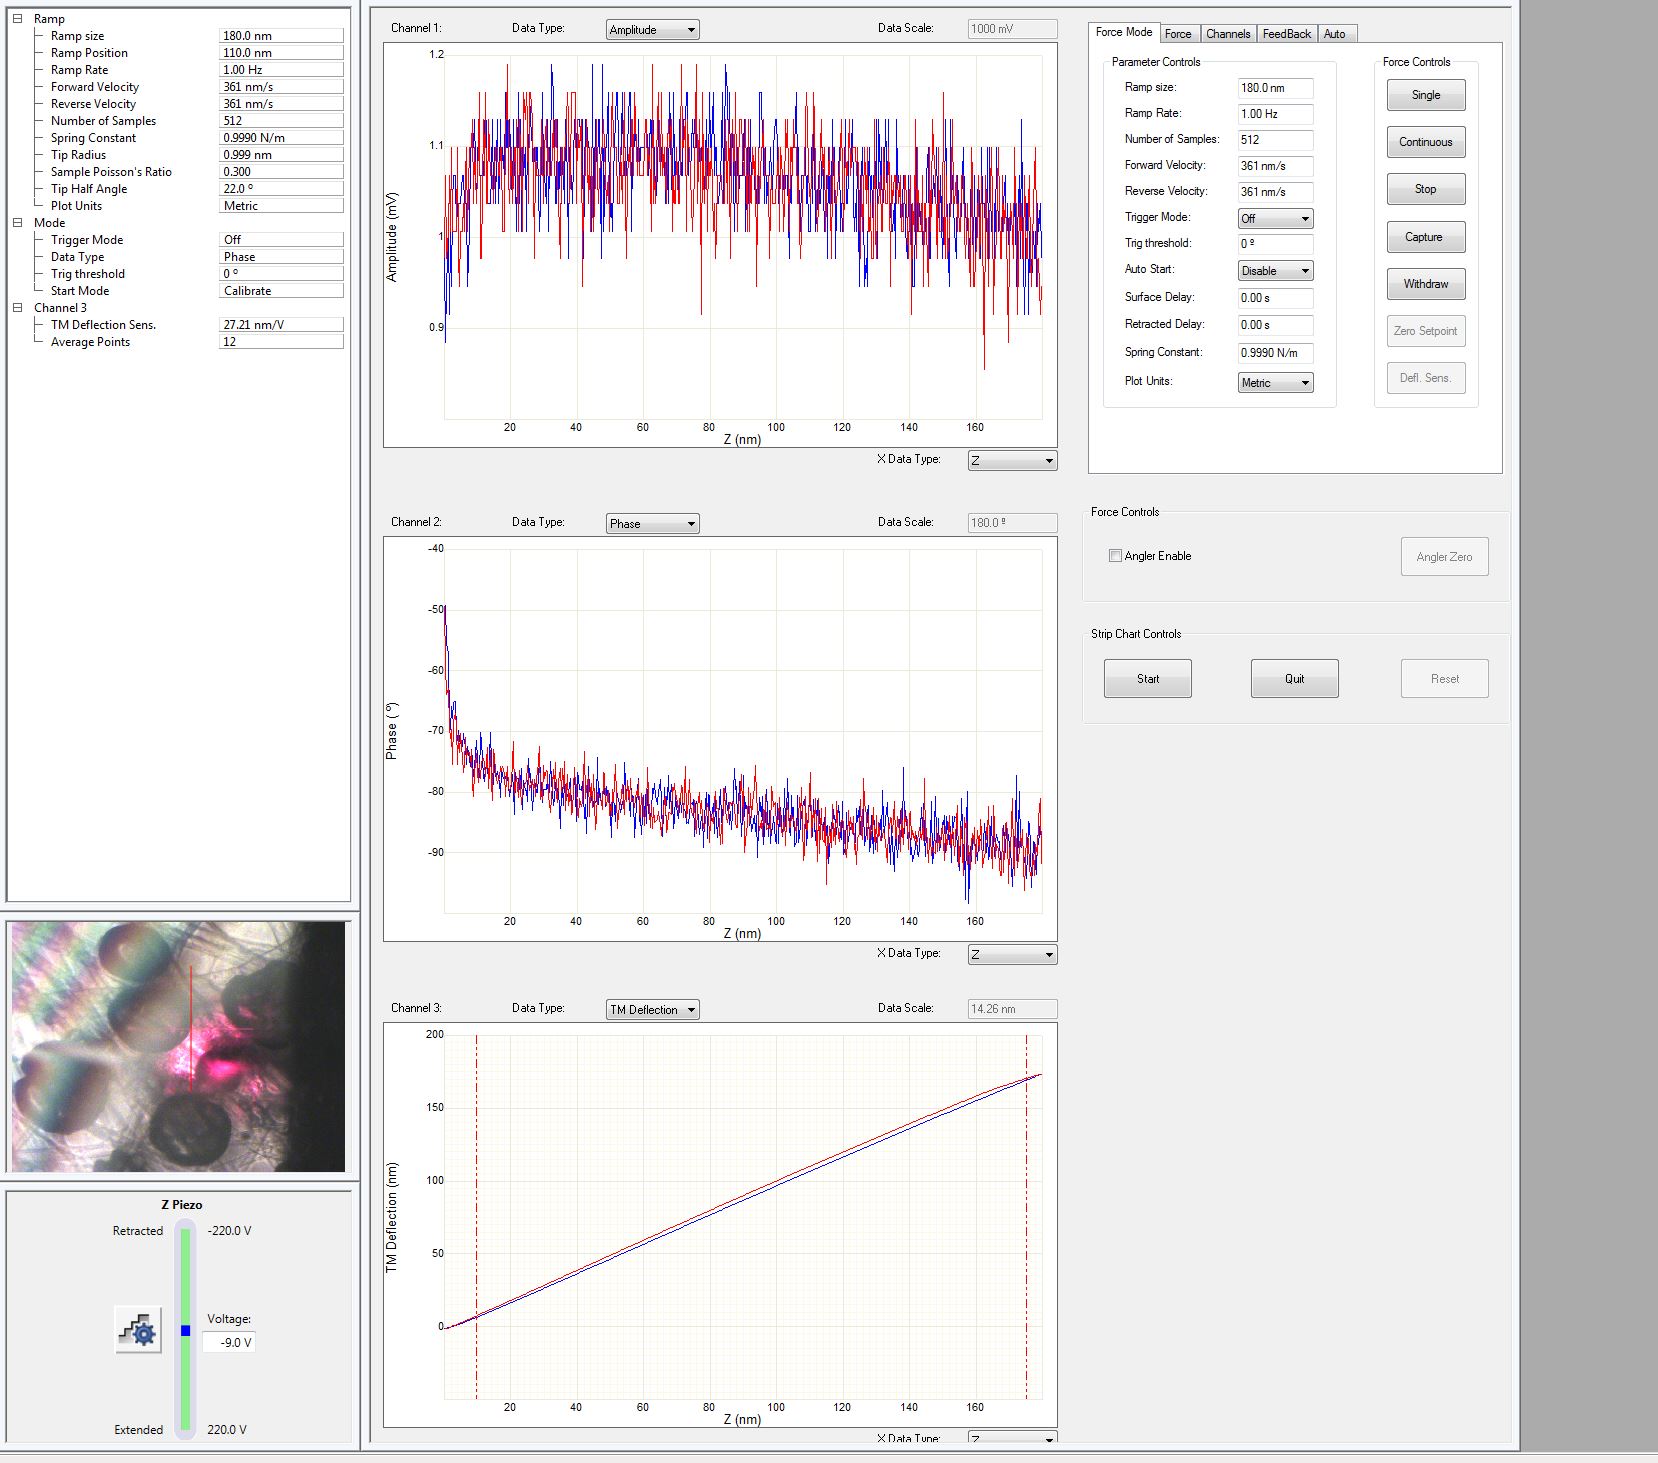 Ramp
Ramp size 180.0 nm
Ramp Position 110.0 nm
Ramp Rate 1.00 Hz
Forward Velocity 361 nm/s
Reverse Velocity 361 nm/s
Number of Samples 512
Spring Constant 0.9990 N/m
Tip Radius 0.999 nm
Sample Poisson's Ratio 0.300
Tip Half Angle 22.0 º
Plot Units Metric
Mode
Trigger Mode Off
Data Type Phase
Trig threshold 0 º
Start Mode Calibrate
Channel 3
TM Deflection Sens. 27.21 nm/V
Average Points 12
Z Piezo
Retracted -220.0 V
Voltage:
-9.0 V
Extended 220.0 V
Channel 1: Data Type: Amplitude Data Scale: 1000 mV
1.2
1.1
1
0.9
Amplitude (mV)
20 40 60 80 100 120 140 160
Z (nm)
X Data Type: Z
Channel 2: Data Type: Phase Data Scale: 180.0 º
-40
-50
-60
-70
-80
-90
Phase ( º)
20 40 60 80 100 120 140 160
Z (nm)
X Data Type: Z
Channel 3: Data Type: TM Deflection Data Scale: 14.26 nm
200
150
100
50
0
TM Deflection (nm)
20 40 60 80 100 120 140 160
Z (nm)
X Data Type: Z
Force Mode Force Channels FeedBack Auto
Parameter Controls
Ramp size: 180.0 nm
Ramp Rate: 1.00 Hz
Number of Samples: 512
Forward Velocity: 361 nm/s
Reverse Velocity: 361 nm/s
Trigger Mode: Off
Trig threshold: 0 º
Auto Start: Disable
Surface Delay: 0.00 s
Retracted Delay: 0.00 s
Spring Constant: 0.9990 N/m
Plot Units: Metric
Force Controls
Single
Continuous
Stop
Capture
Withdraw
Zero Setpoint
Defl. Sens.
Force Controls
Angler Enable Angler Zero
Strip Chart Controls
Start Quit Reset